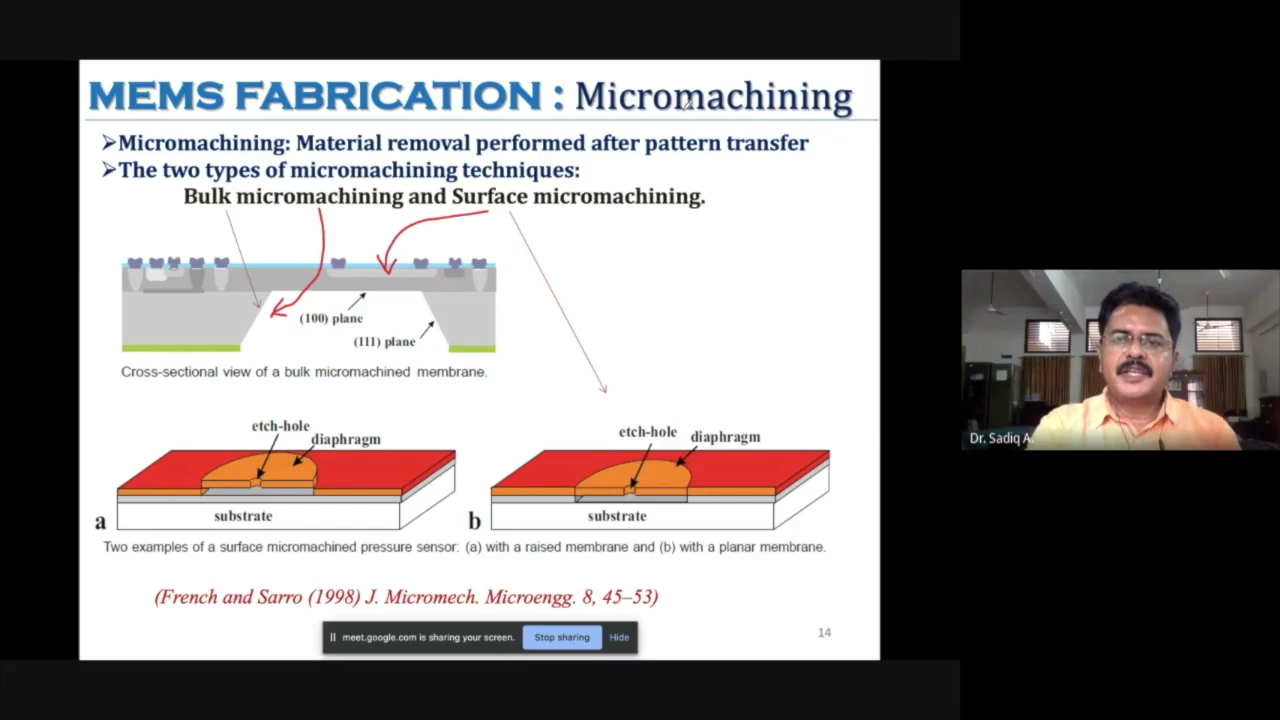 MEMS FABRICATION : Micromachining
➢Micromachining: Material removal performed after pattern transfer
➢The two types of micromachining techniques:
Bulk micromachining and Surface micromachining.
(100) plane
(111) plane
Cross-sectional view of a bulk micromachined membrane.
etch-hole
diaphragm
substrate
a
etch-hole
diaphragm
substrate
b
Two examples of a surface micromachined pressure sensor: (a) with a raised membrane and (b) with a planar membrane.
(French and Sarro (1998) J. Micromech. Microengg. 8, 45–53)
14
meet.google.com is sharing your screen.
Stop sharing
Hide
Dr. Sadiq A.